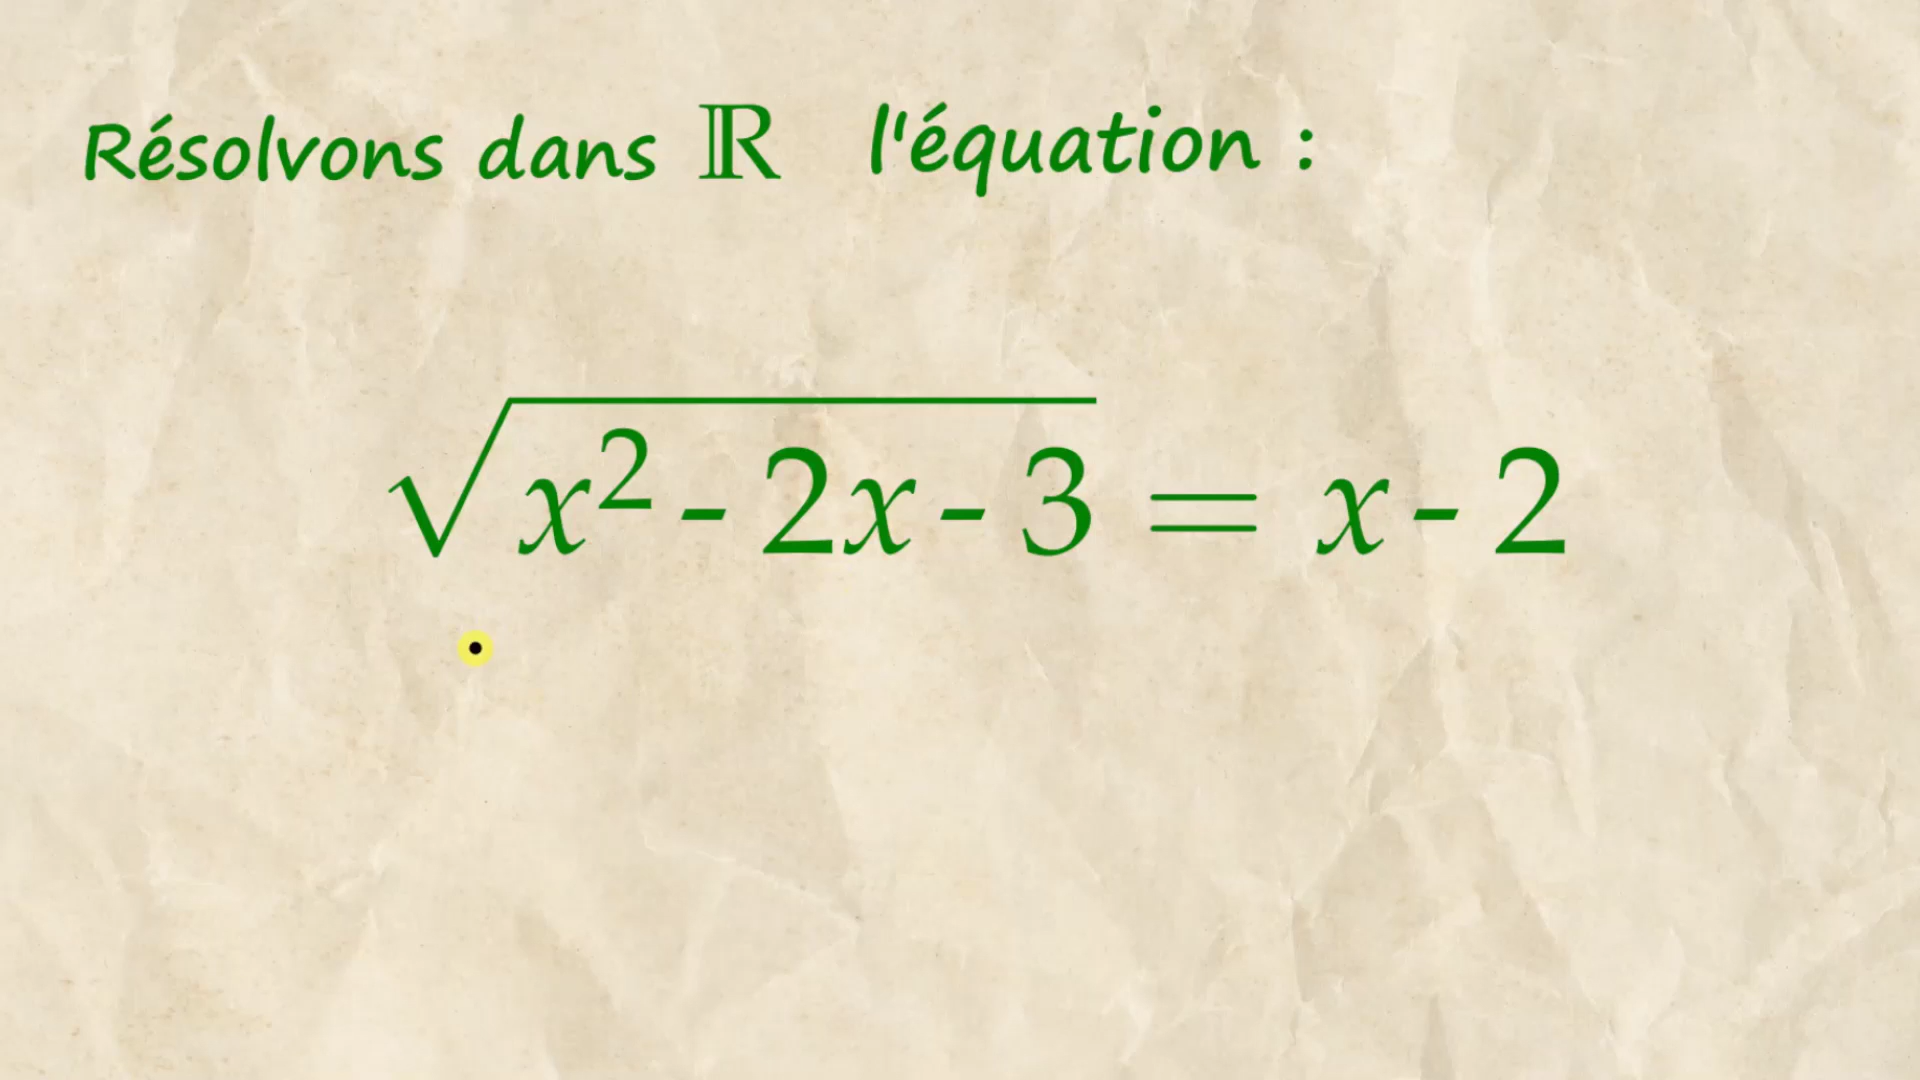 Résolvons dans ℝ l'équation :
√(x² - 2x - 3) = x - 2